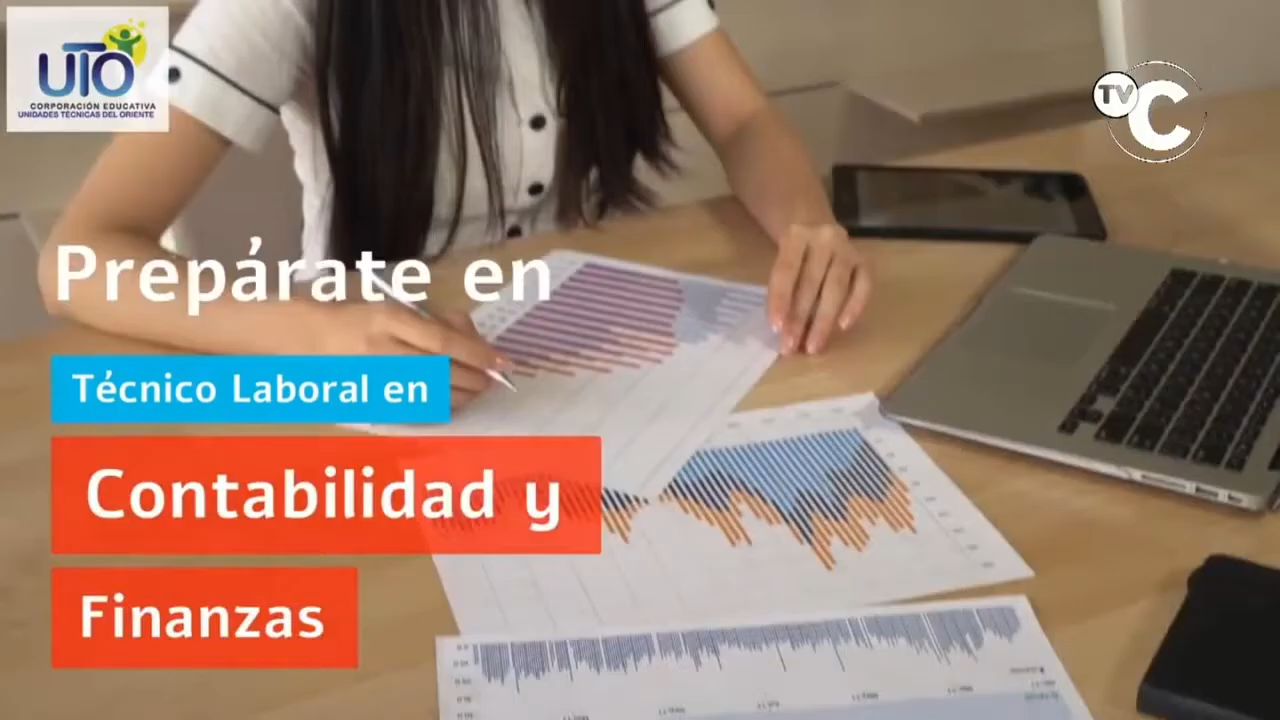 UTO
CORPORACIÓN EDUCATIVA
UNIDADES TÉCNICAS DEL ORIENTE
TV C
Prepárate en
Técnico Laboral en
Contabilidad y
Finanzas